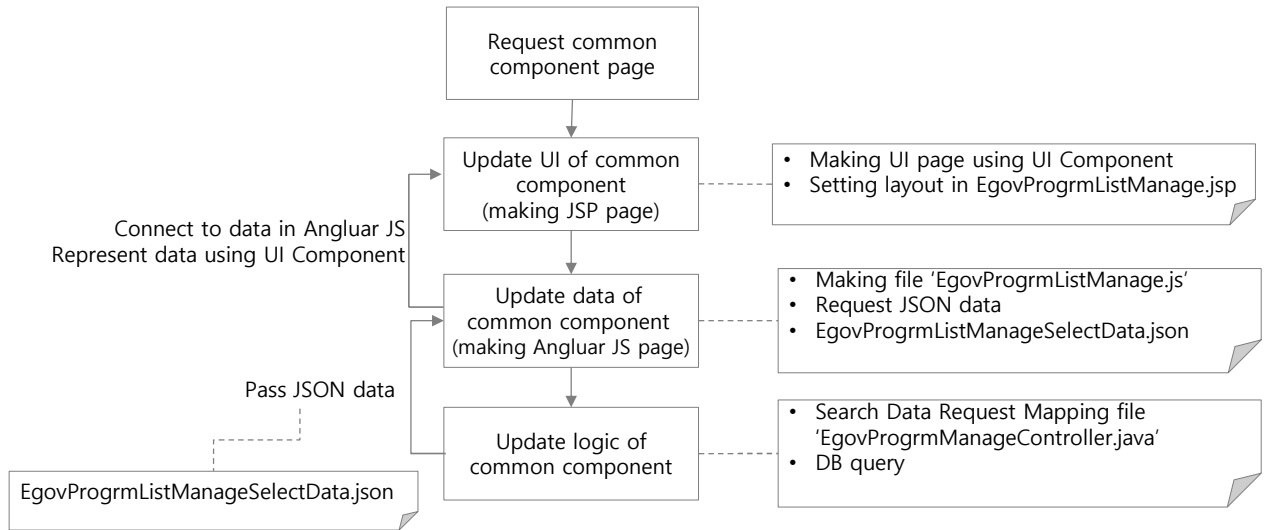 Request common
component page
Update UI of common
component
(making JSP page)
• Making UI page using UI Component
• Setting layout in EgovProgrmListManage.jsp
Connect to data in Angluar JS
Represent data using UI Component
Update data of
common component
(making Angluar JS page)
• Making file ‘EgovProgrmListManage.js’
• Request JSON data
• EgovProgrmListManageSelectData.json
Pass JSON data
Update logic of
common component
• Search Data Request Mapping file
‘EgovProgrmManageController.java’
• DB query
EgovProgrmListManageSelectData.json